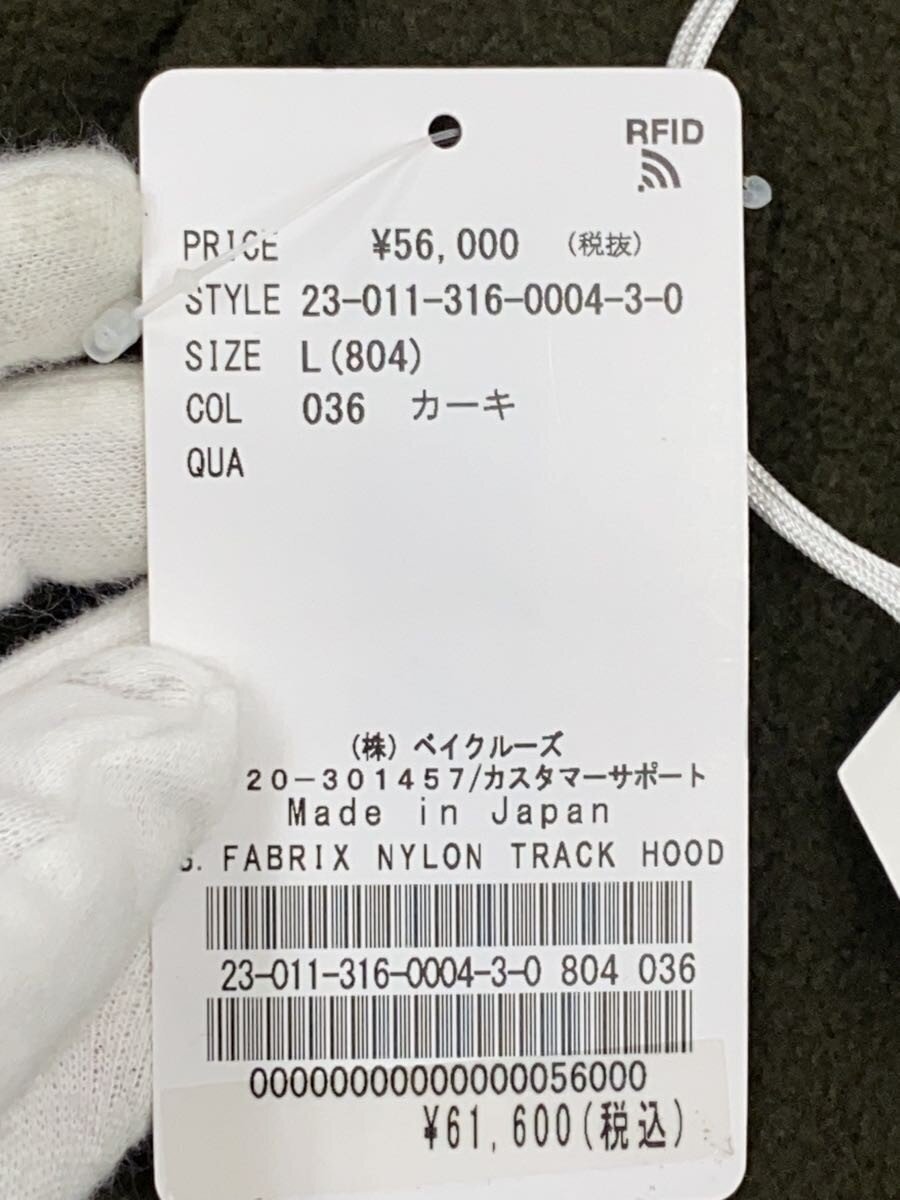 RFID
PRICE ¥56,000 (税抜)
STYLE 23-011-316-0004-3-0
SIZE L(804)
COL 036 カーキ
QUA
(株) ベイクルーズ
20-301457/カスタマーサポート
Made in Japan
. FABRIX NYLON TRACK HOOD
23-011-316-0004-3-0 804 036
00000000000000056000
¥61,600(税込)